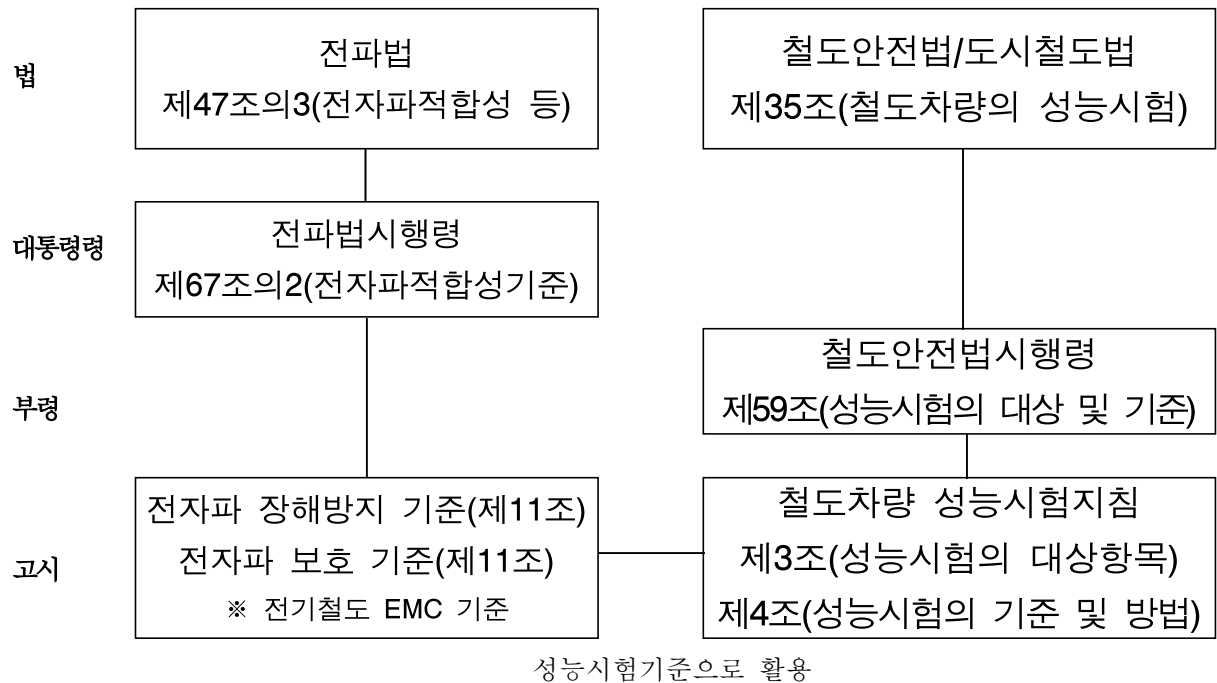 법
전파법
제47조의3(전자파적합성 등)
철도안전법/도시철도법
제35조(철도차량의 성능시험)
대통령령
전파법시행령
제67조의2(전자파적합성기준)
부령
철도안전법시행령
제59조(성능시험의 대상 및 기준)
고시
전자파 장해방지 기준(제11조)
전자파 보호 기준(제11조)
※ 전기철도 EMC 기준
철도차량 성능시험지침
제3조(성능시험의 대상항목)
제4조(성능시험의 기준 및 방법)
성능시험기준으로 활용